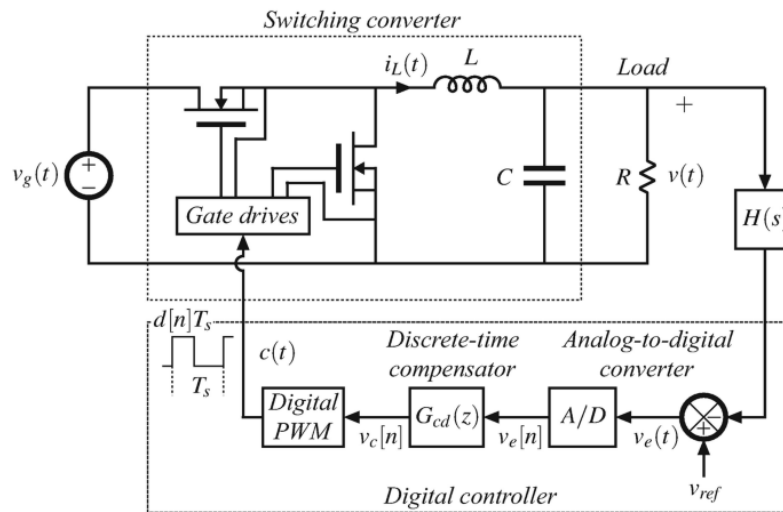 Switching converter
i_L(t)
L
Load
+
v_g(t)
+
−
Gate drives
C
R
v(t)
H(s)
d[n]T_s
T_s
c(t)
Discrete-time
compensator
Analog-to-digital
converter
Digital
PWM
v_c[n]
G_cd(z)
v_e[n]
A/D
v_e(t)
−
+
v_ref
Digital controller